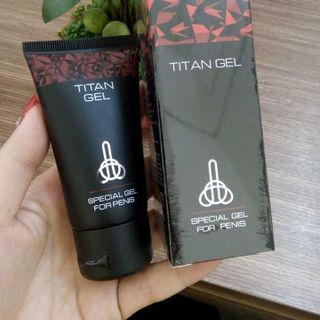 TITAN
GEL
SPECIAL GEL
FOR PENIS
TITAN GEL
SPECIAL GEL
FOR PENIS